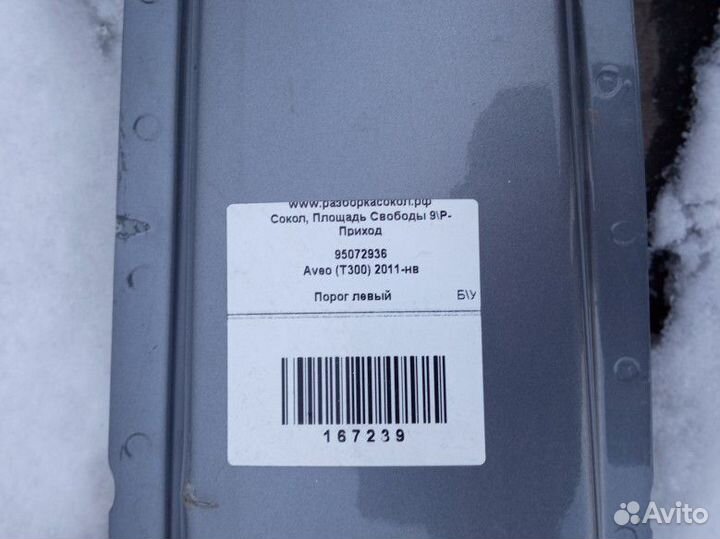 www.разборкасокол.рф
Сокол, Площадь Свободы 9\Р-
Приход
95072936
Aveo (T300) 2011-нв
Порог левый Б\У
167239
Avito